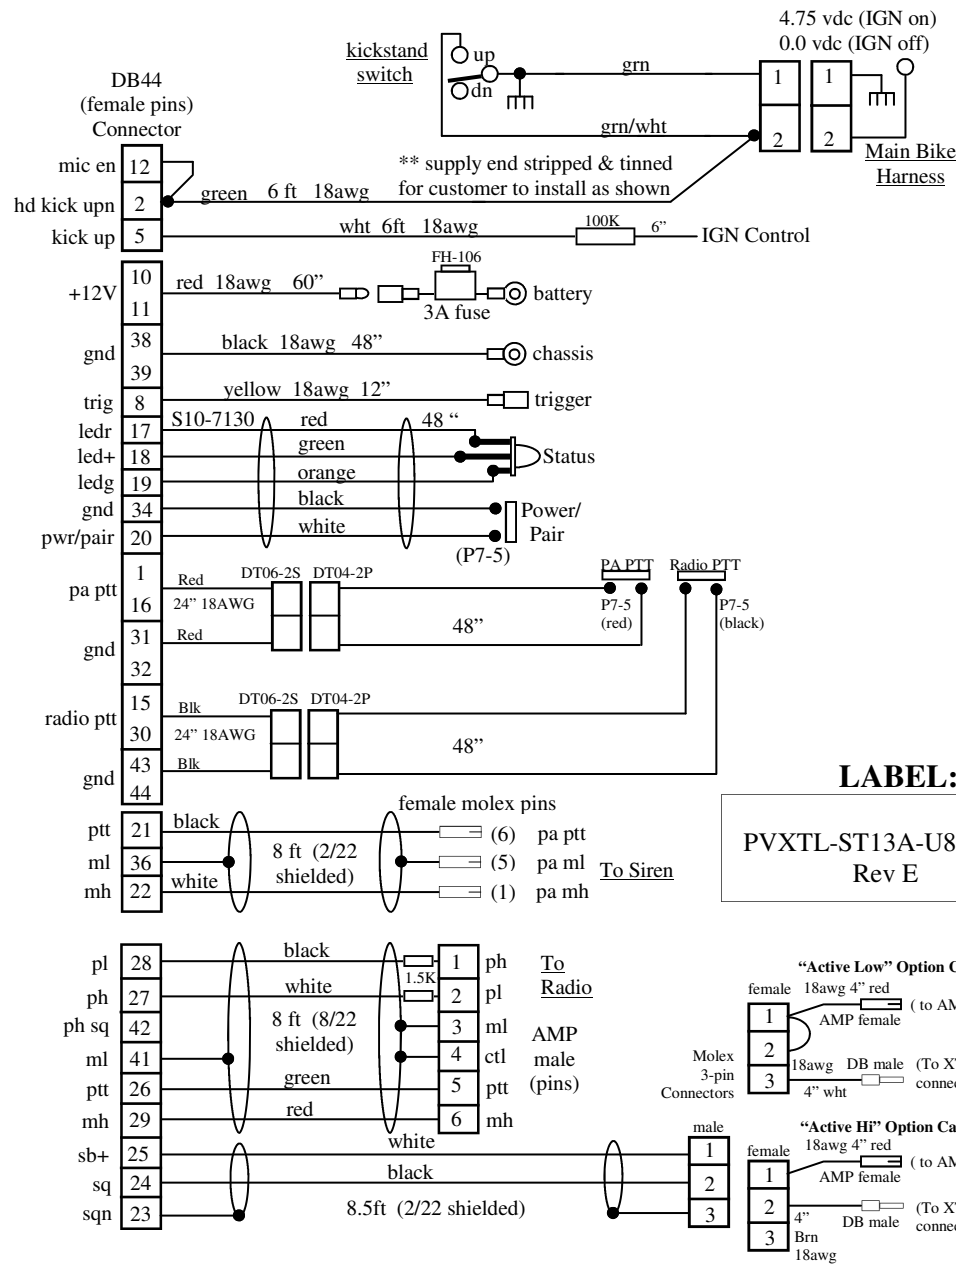 4.75 vdc (IGN on)
0.0 vdc (IGN off)
kickstand
switch
up
dn
grn
grn/wht
1
2
1
2
Main Bike
Harness
DB44
(female pins)
Connector
** supply end stripped & tinned
for customer to install as shown
mic en 12
hd kick upn 2 green 6 ft 18awg
kick up 5 wht 6ft 18awg 100K 6” IGN Control
FH-106
+12V 10 11 red 18awg 60” battery
3A fuse
gnd 38 39 black 18awg 48” chassis
trig 8 yellow 18awg 12” trigger
S10-7130
ledr 17 red 48 “
led+ 18 green Status
ledg 19 orange
gnd 34 black Power/
pwr/pair 20 white Pair
(P7-5)
PA PTT Radio PTT
DT06-2S DT04-2P
pa ptt 1 16 Red
24” 18AWG
P7-5
(red)
P7-5
(black)
gnd 31 32 Red 48”
DT06-2S DT04-2P
radio ptt 15 30 Blk
24” 18AWG
48”
gnd 43 44 Blk
LABEL:
PVXTL-ST13A-U8
Rev E
female molex pins
ptt 21 black (6) pa ptt
ml 36 8 ft (2/22 shielded) (5) pa ml To Siren
mh 22 white (1) pa mh
pl 28 black 1 ph To
1.5K
ph 27 white 2 pl Radio
ph sq 42 8 ft (8/22 3 ml AMP
ml 41 shielded) 4 ctl male
ptt 26 green 5 ptt (pins)
mh 29 red 6 mh
sb+ 25 white
sq 24 black
sqn 23 8.5ft (2/22 shielded)
male
1
2
3
Molex
3-pin
Connectors
“Active Low” Option C
female 18awg 4” red
1 ( to AM
AMP female
2
18awg DB male (To X
3 connec
4” wht
“Active Hi” Option Ca
female 18awg 4” red
1 ( to AM
AMP female
2 (To X
4” DB male connec
3 Brn
18awg